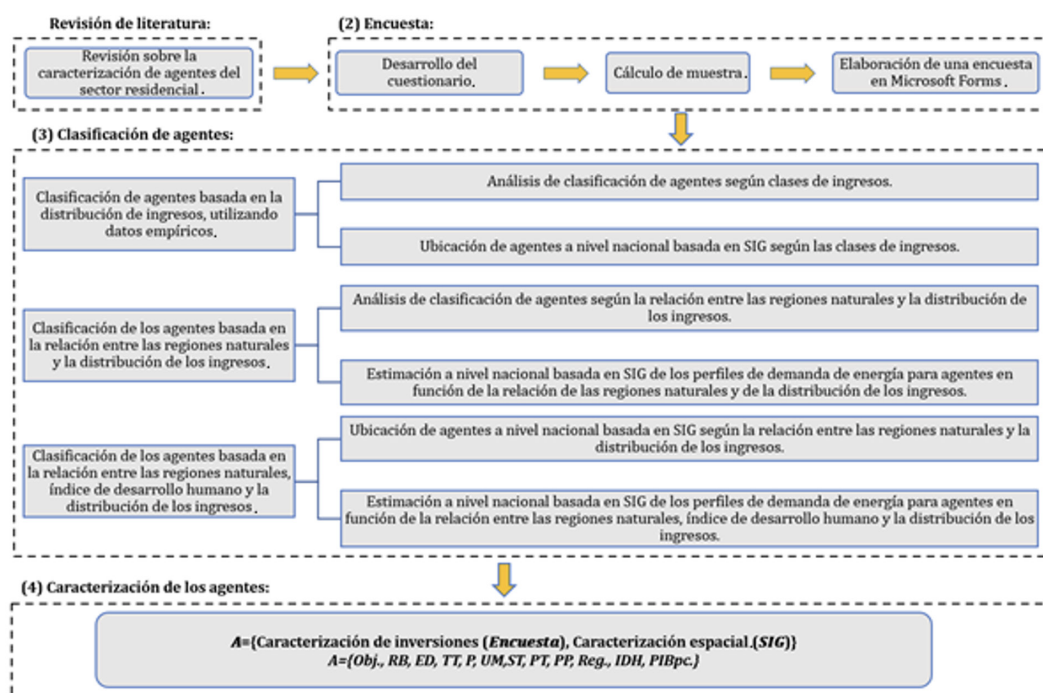 Revisión de literatura:
Revisión sobre la
caracterización de agentes del
sector residencial.
(2) Encuesta:
Desarrollo del
cuestionario.
Cálculo de muestra.
Elaboración de una encuesta
en Microsoft Forms.
(3) Clasificación de agentes:
Clasificación de agentes basada en la
distribución de ingresos, utilizando
datos empíricos.
Análisis de clasificación de agentes según clases de ingresos.
Ubicación de agentes a nivel nacional basada en SIG según las clases de ingresos.
Clasificación de los agentes basada en
la relación entre las regiones naturales
y la distribución de los ingresos.
Análisis de clasificación de agentes según la relación entre las regiones naturales y la distribución de
los ingresos.
Estimación a nivel nacional basada en SIG de los perfiles de demanda de energía para agentes en
función de la relación de las regiones naturales y de la distribución de los ingresos.
Clasificación de los agentes basada en
la relación entre las regiones naturales,
índice de desarrollo humano y la
distribución de los ingresos.
Ubicación de agentes a nivel nacional basada en SIG según la relación entre las regiones naturales y la
distribución de los ingresos.
Estimación a nivel nacional basada en SIG de los perfiles de demanda de energía para agentes en
función de la relación entre las regiones naturales, índice de desarrollo humano y la distribución de los
ingresos.
(4) Caracterización de los agentes:
A={Caracterización de inversiones (Encuesta), Caracterización espacial.(SIG)}
A={Obj., RB, ED, TT, P, UM,ST, PT, PP, Reg., IDH, PIBpc.}